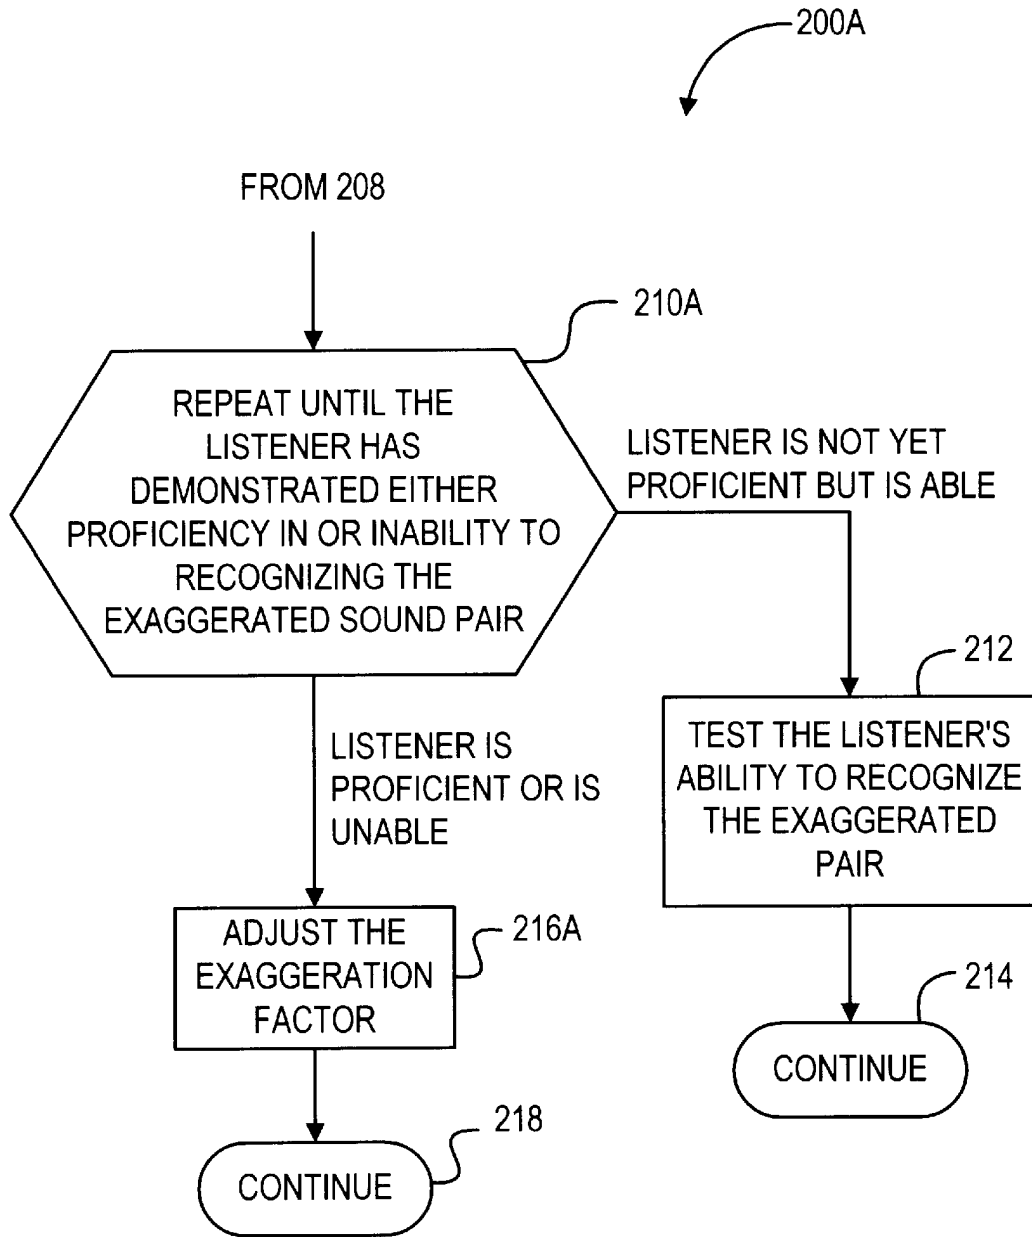 200A
FROM 208
210A
REPEAT UNTIL THE
LISTENER HAS
DEMONSTRATED EITHER
PROFICIENCY IN OR INABILITY TO
RECOGNIZING THE
EXAGGERATED SOUND PAIR
LISTENER IS NOT YET
PROFICIENT BUT IS ABLE
212
TEST THE LISTENER'S
ABILITY TO RECOGNIZE
THE EXAGGERATED
PAIR
LISTENER IS
PROFICIENT OR IS
UNABLE
216A
ADJUST THE
EXAGGERATION
FACTOR
214
CONTINUE
218
CONTINUE